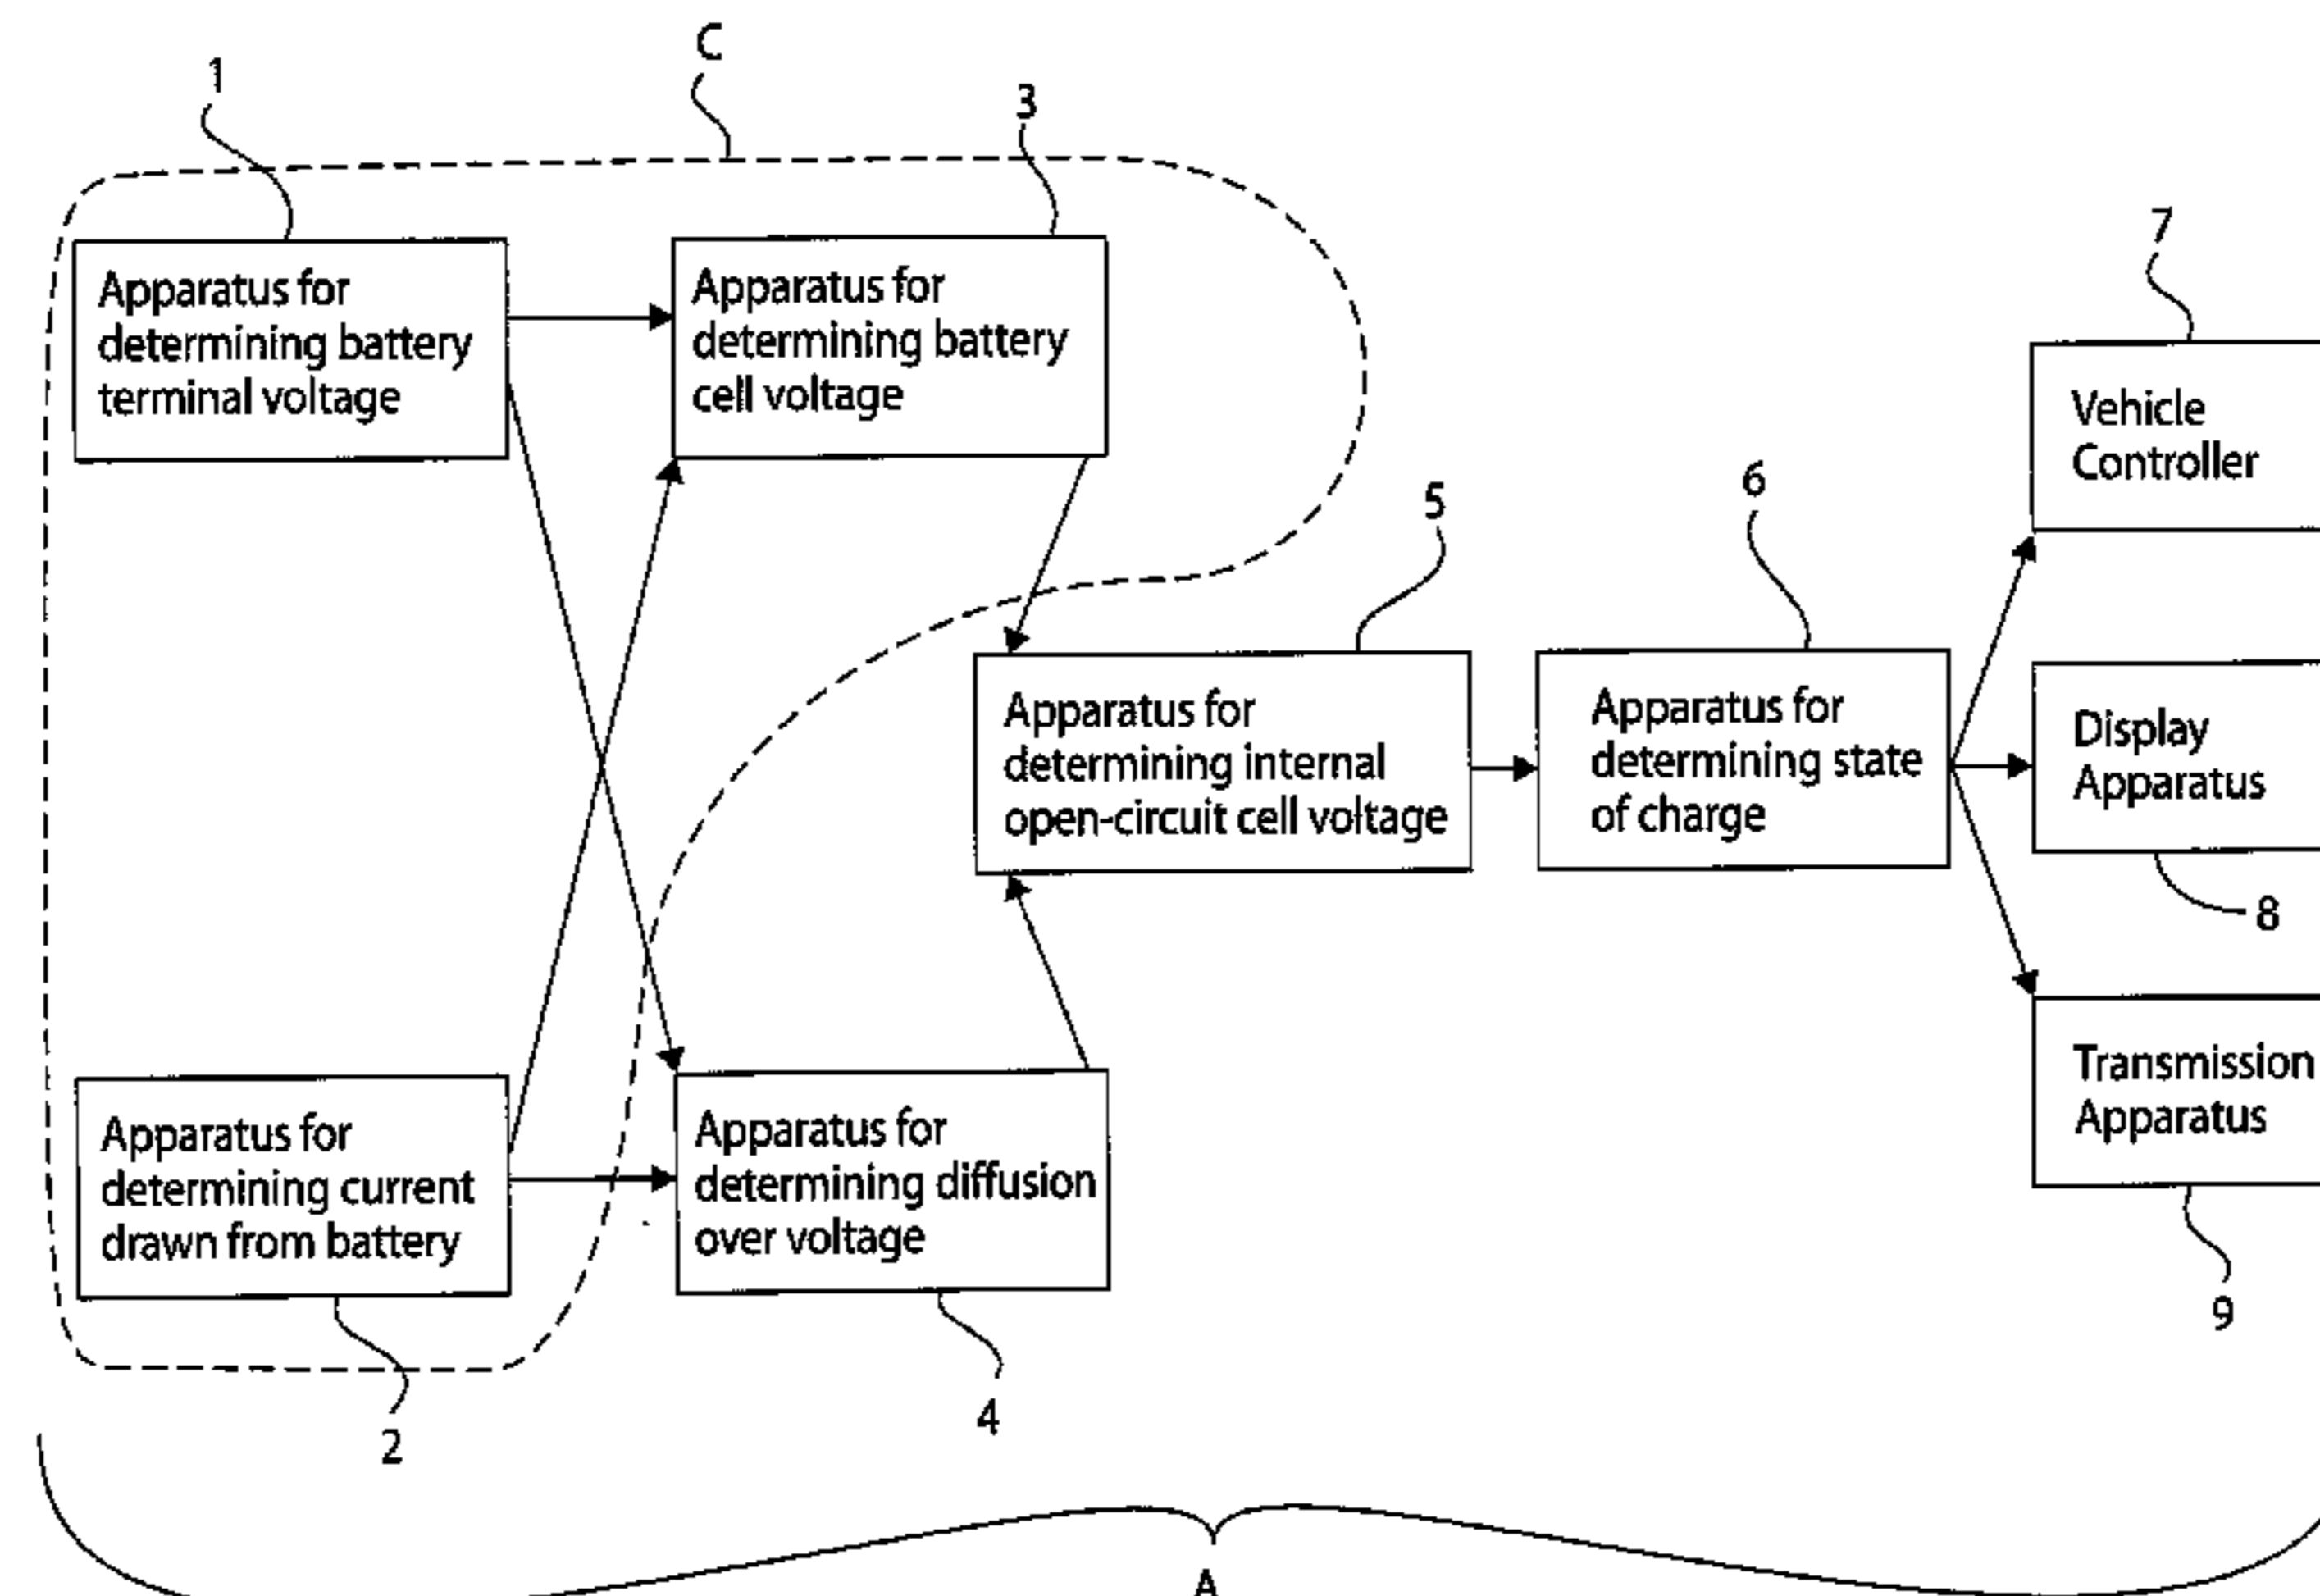 C
1
3
Apparatus for
determining battery
terminal voltage
Apparatus for
determining battery
cell voltage
7
Vehicle
Controller
5
6
Apparatus for
determining internal
open-circuit cell voltage
Apparatus for
determining state
of charge
Display
Apparatus
8
Apparatus for
determining current
drawn from battery
2
Apparatus for
determining diffusion
over voltage
4
Transmission
Apparatus
9
A